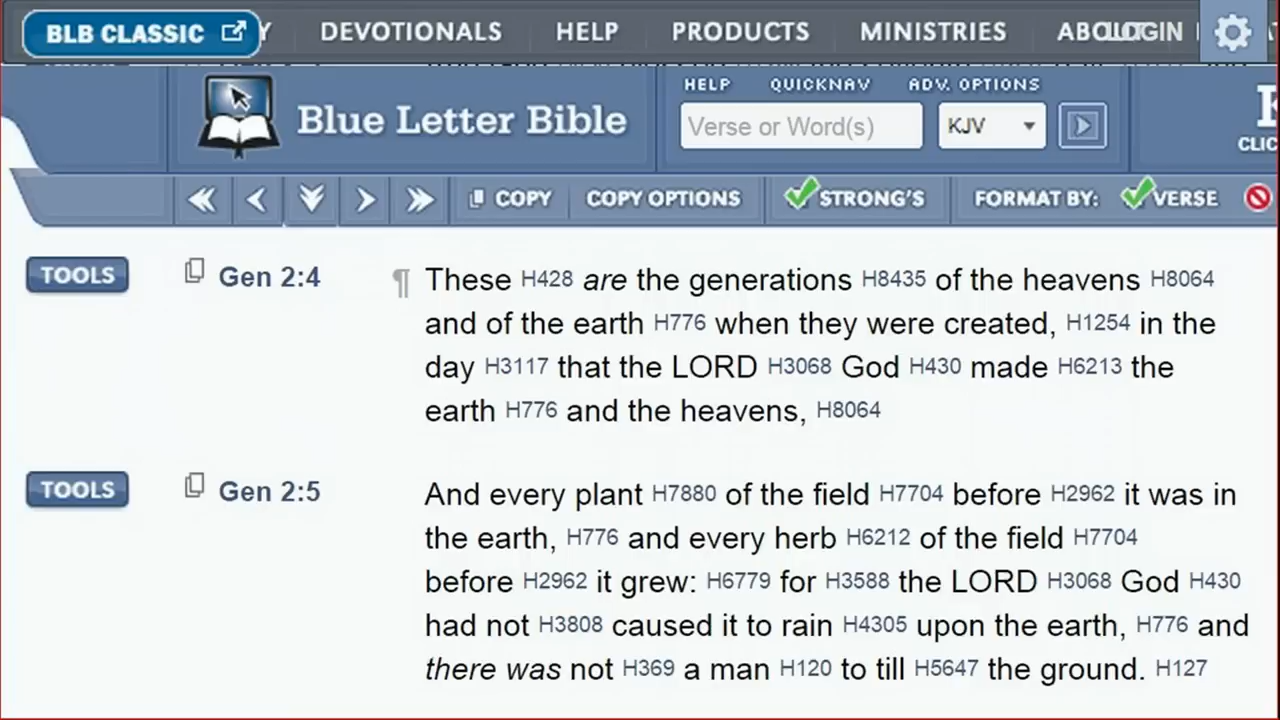 BLB CLASSIC Y DEVOTIONALS HELP PRODUCTS MINISTRIES LOGIN
HELP QUICKNAV ADV. OPTIONS
Blue Letter Bible Verse or Word(s) KJV
CLIC
COPY COPY OPTIONS STRONG'S FORMAT BY: VERSE
TOOLS Gen 2:4 ¶ These H428 are the generations H8435 of the heavens H8064
and of the earth H776 when they were created, H1254 in the
day H3117 that the LORD H3068 God H430 made H6213 the
earth H776 and the heavens, H8064
TOOLS Gen 2:5 And every plant H7880 of the field H7704 before H2962 it was in
the earth, H776 and every herb H6212 of the field H7704
before H2962 it grew: H6779 for H3588 the LORD H3068 God H430
had not H3808 caused it to rain H4305 upon the earth, H776 and
there was not H369 a man H120 to till H5647 the ground. H127